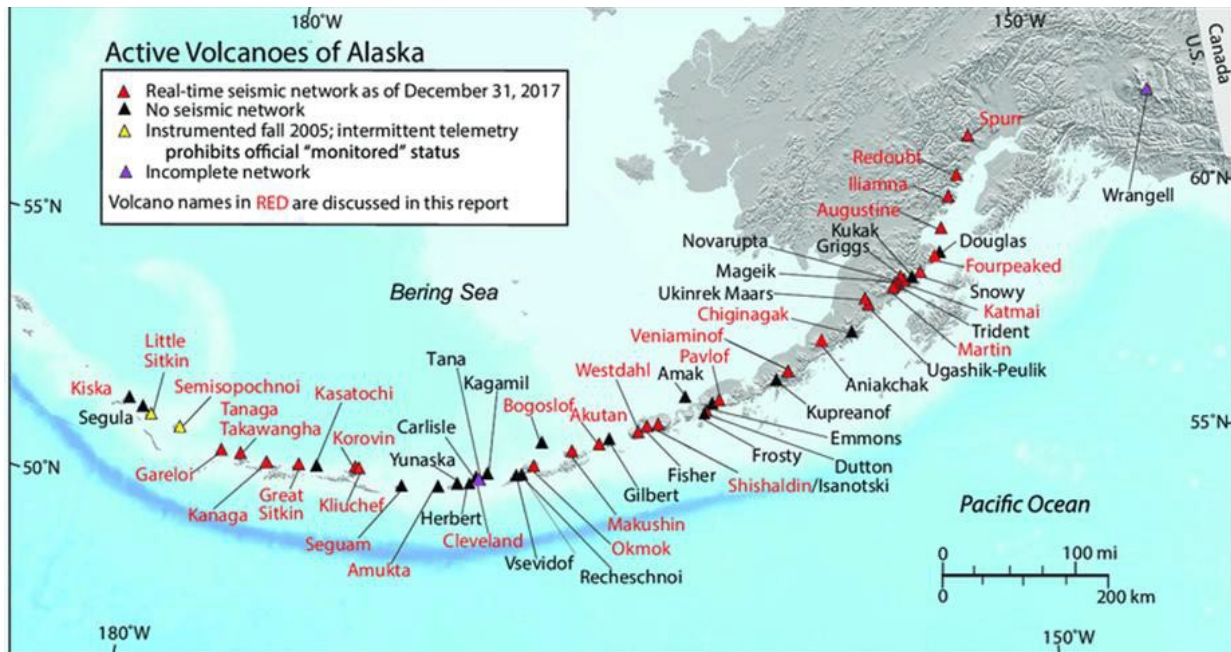 180°W
150°W
Canada
U.S.
Active Volcanoes of Alaska
Real-time seismic network as of December 31, 2017
No seismic network
Instrumented fall 2005; intermittent telemetry
prohibits official "monitored" status
Incomplete network
Volcano names in RED are discussed in this report
Spurr
Redoubt
60°N
Iliamna
Wrangell
55°N
Augustine
Kukak
Novarupta
Griggs
Douglas
Fourpeaked
Mageik
Bering Sea
Ukinrek Maars
Snowy
Katmai
Chiginagak
Trident
Veniaminof
Martin
Little
Sitkin
Tana
Westdahl
Pavlof
Ugashik-Peulik
Kiska
Semisopochnoi
Kagamil
Amak
Aniakchak
Kasatochi
Segula
Tanaga
Bogoslof
Kupreanof
Takawangha
Carlisle
Akutan
55°N
Korovin
Emmons
50°N
Yunaska
Frosty
Gareloi
Fisher
Dutton
Great
Sitkin
Gilbert
Shishaldin/Isanotski
Kliuchef
Kanaga
Herbert
Makushin
Pacific Ocean
Seguam
Cleveland
Okmok
0
100 mi
Amukta
Vsevidof
Recheschnoi
0
200 km
180°W
150°W